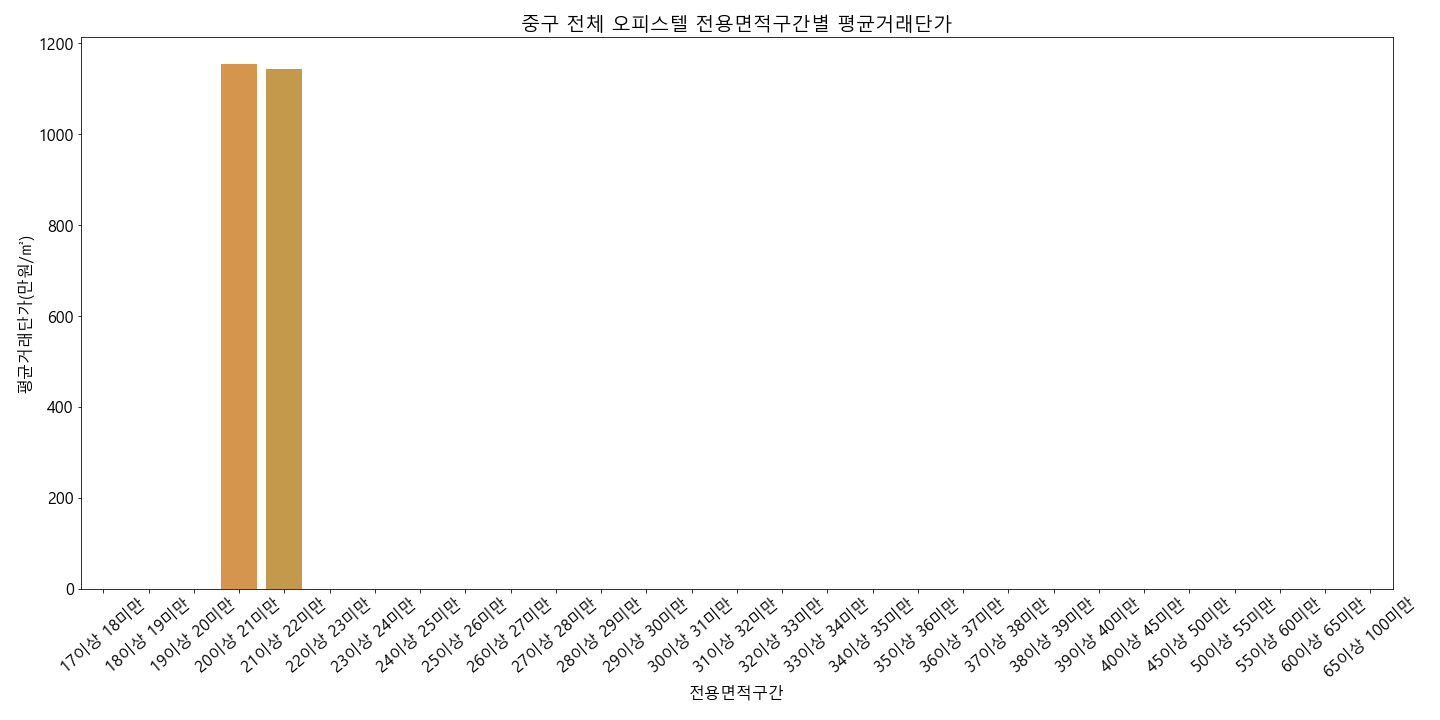 중구 전체 오피스텔 전용면적구간별 평균거래단가
1200
1000
800
600
400
200
0
평균거래단가(만원/㎡)
17이상 18미만
18이상 19미만
19이상 20미만
20이상 21미만
21이상 22미만
22이상 23미만
23이상 24미만
24이상 25미만
25이상 26미만
26이상 27미만
27이상 28미만
28이상 29미만
29이상 30미만
30이상 31미만
31이상 32미만
32이상 33미만
33이상 34미만
34이상 35미만
35이상 36미만
36이상 37미만
37이상 38미만
38이상 39미만
39이상 40미만
40이상 45미만
45이상 50미만
50이상 55미만
55이상 60미만
60이상 65미만
65이상 100미만
전용면적구간